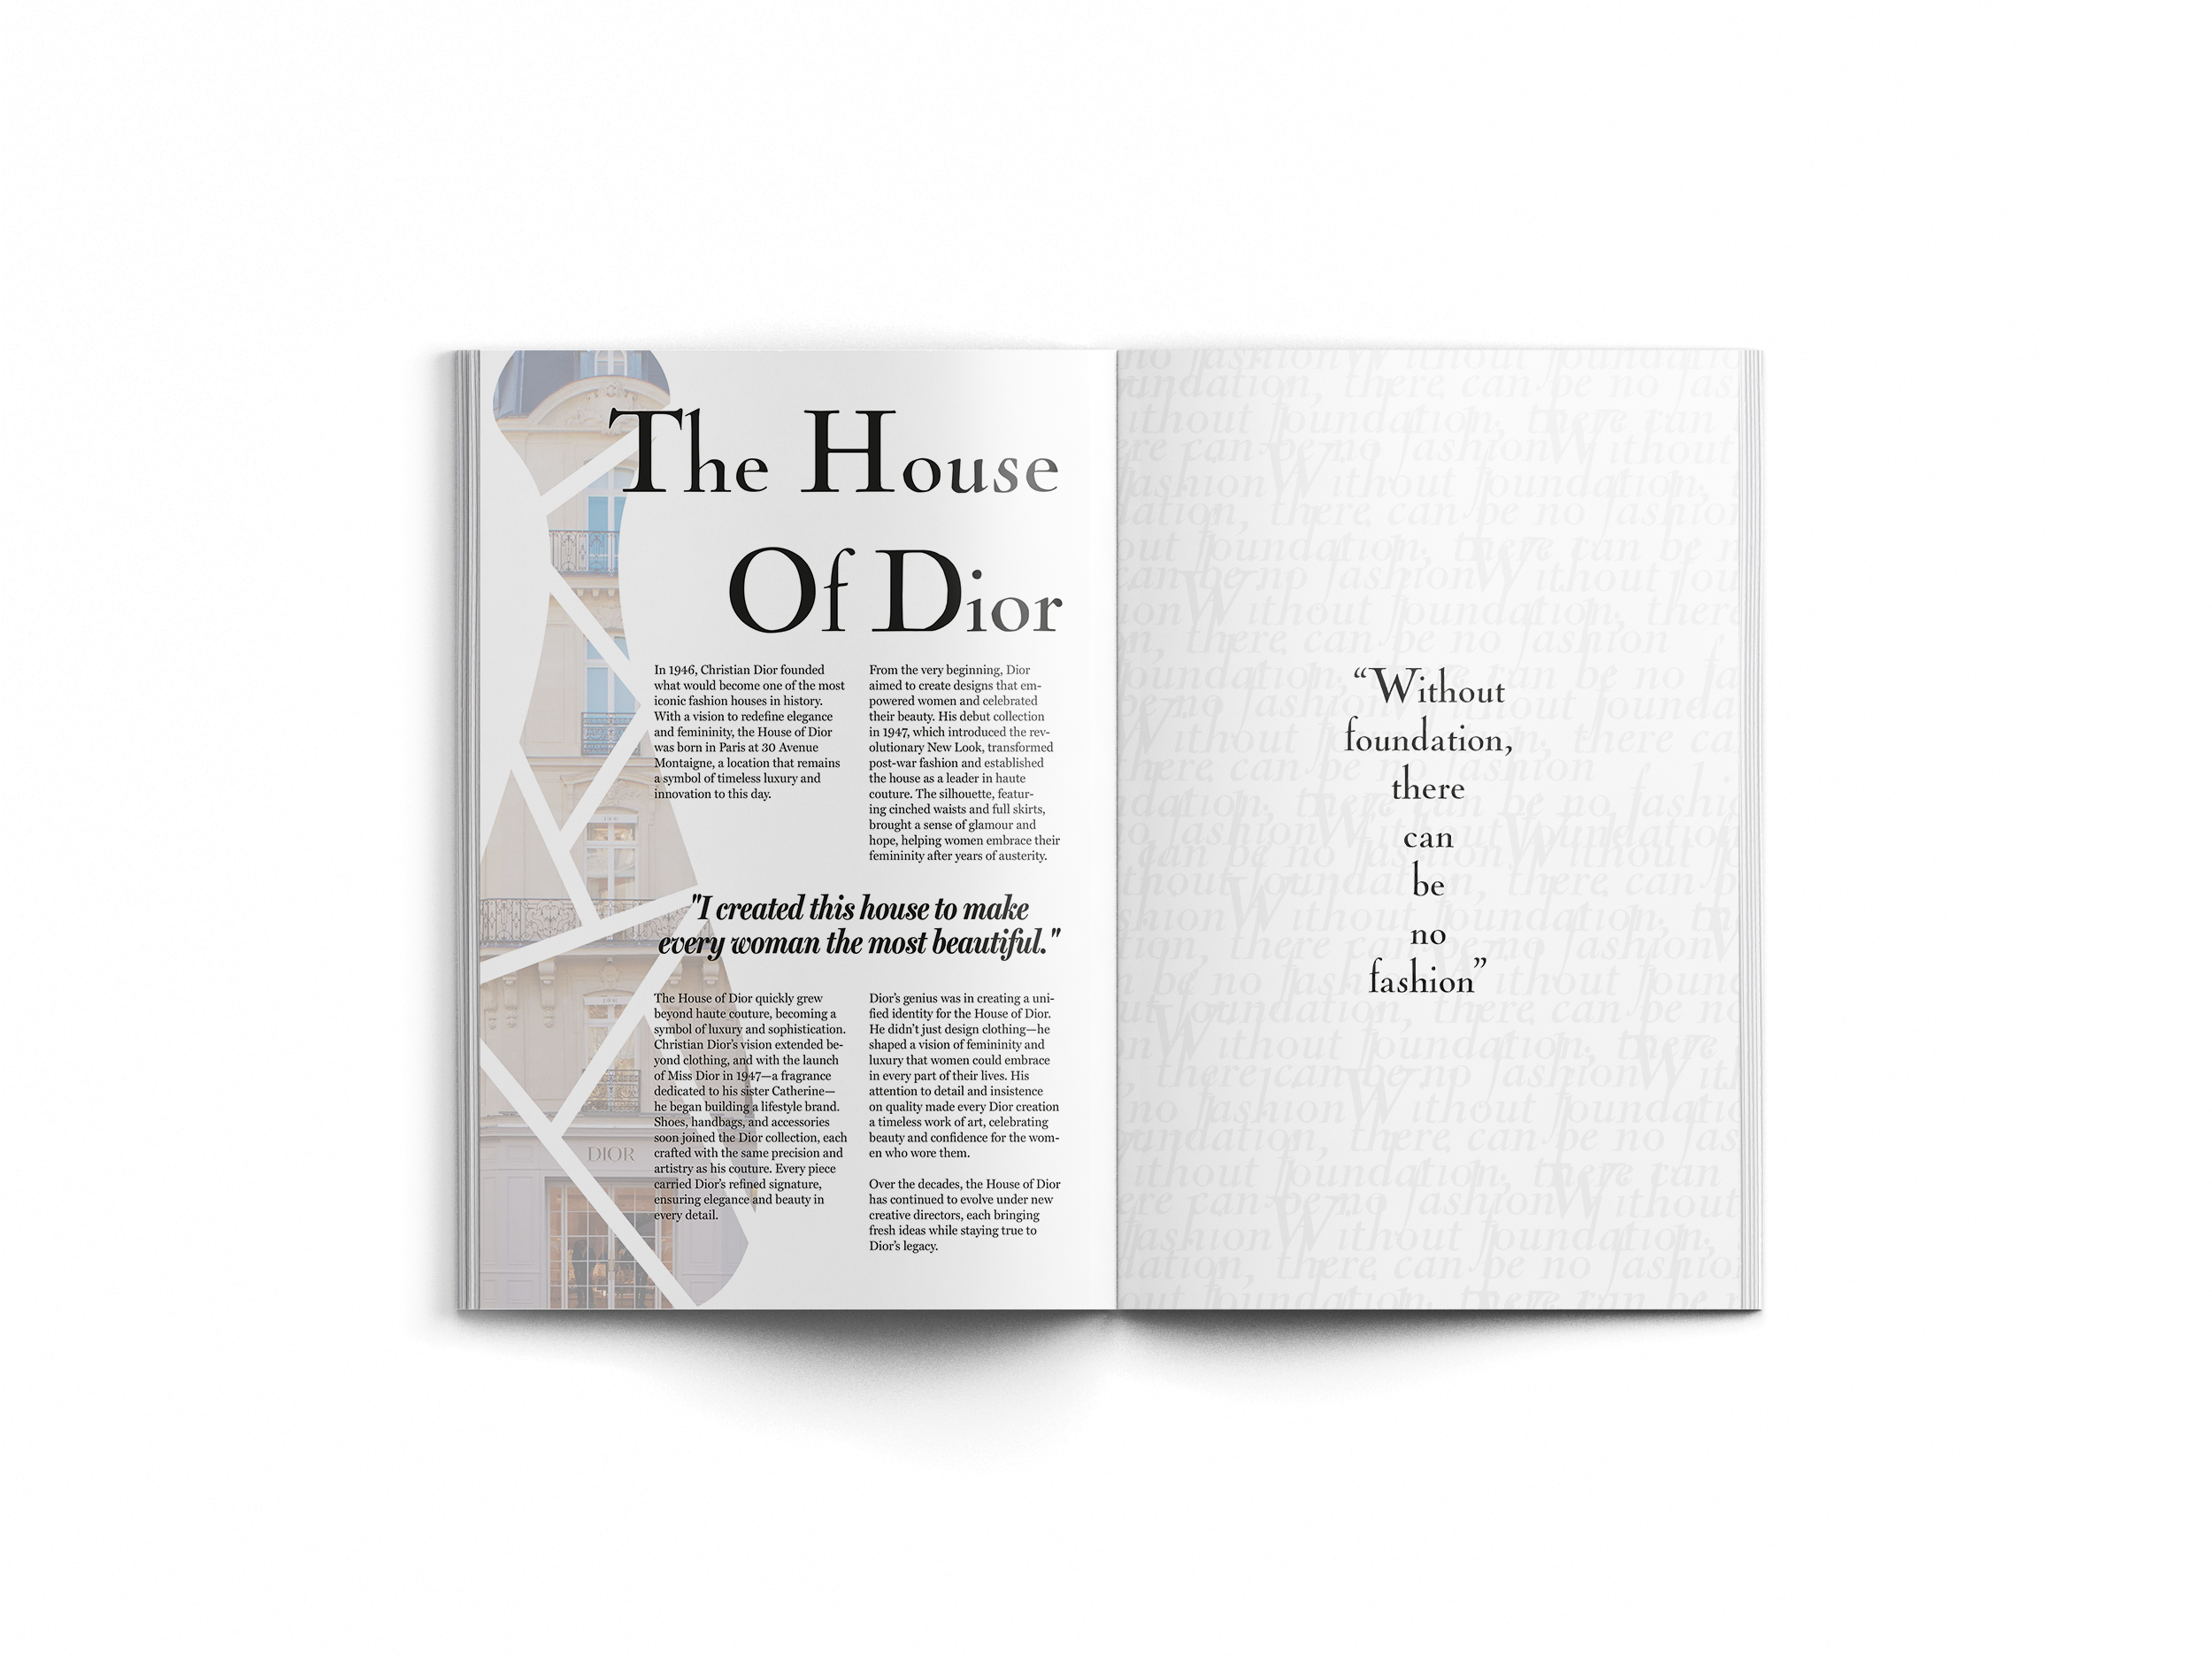 The House
Of Dior
In 1946, Christian Dior founded
what would become one of the most
iconic fashion houses in history.
With a vision to redefine elegance
and femininity, the House of Dior
was born in Paris at 30 Avenue
Montaigne, a location that remains
a symbol of timeless luxury and
innovation to this day.
From the very beginning, Dior
aimed to create designs that em-
powered women and celebrated
their beauty. His debut collection
in 1947, which introduced the rev-
olutionary New Look, transformed
post-war fashion and established
the house as a leader in haute
couture. The silhouette, featur-
ing cinched waists and full skirts,
brought a sense of glamour and
hope, helping women embrace their
femininity after years of austerity.
"I created this house to make
every woman the most beautiful."
The House of Dior quickly grew
beyond haute couture, becoming a
symbol of luxury and sophistication.
Christian Dior's vision extended be-
yond clothing, and with the launch
of Miss Dior in 1947—a fragrance
dedicated to his sister Catherine—
he began building a lifestyle brand.
Shoes, handbags, and accessories
soon joined the Dior collection, each
crafted with the same precision and
artistry as his couture. Every piece
carried Dior's refined signature,
ensuring elegance and beauty in
every detail.
Dior's genius was in creating a uni-
fied identity for the House of Dior.
He didn't just design clothing—he
shaped a vision of femininity and
luxury that women could embrace
in every part of their lives. His
attention to detail and insistence
on quality made every Dior creation
a timeless work of art, celebrating
beauty and confidence for the wom-
en who wore them.
Over the decades, the House of Dior
has continued to evolve under new
creative directors, each bringing
fresh ideas while staying true to
Dior's legacy.
DIOR
“Without
foundation,
there
can
be
no
fashion”